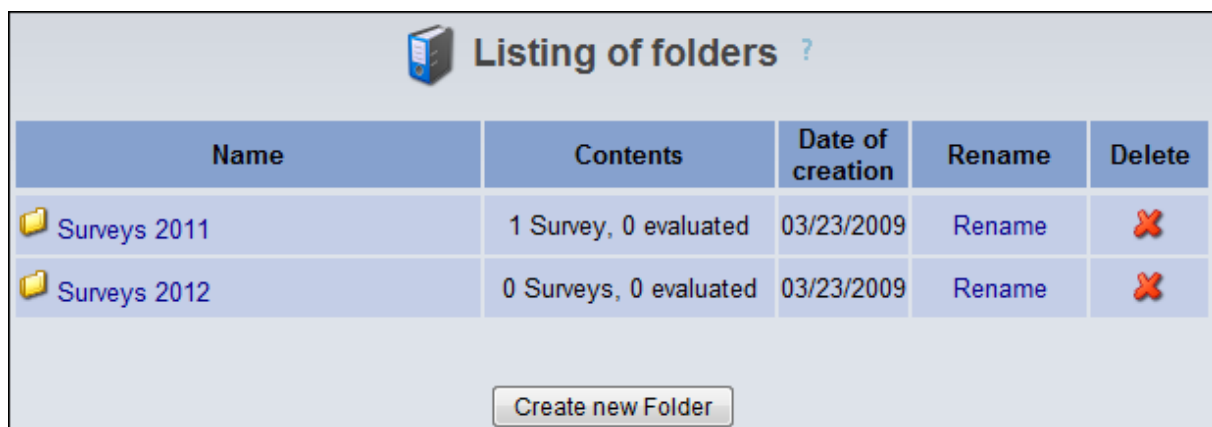 Listing of folders ?
Name Contents Date of creation Rename Delete
Surveys 2011 1 Survey, 0 evaluated 03/23/2009 Rename
Surveys 2012 0 Surveys, 0 evaluated 03/23/2009 Rename
Create new Folder